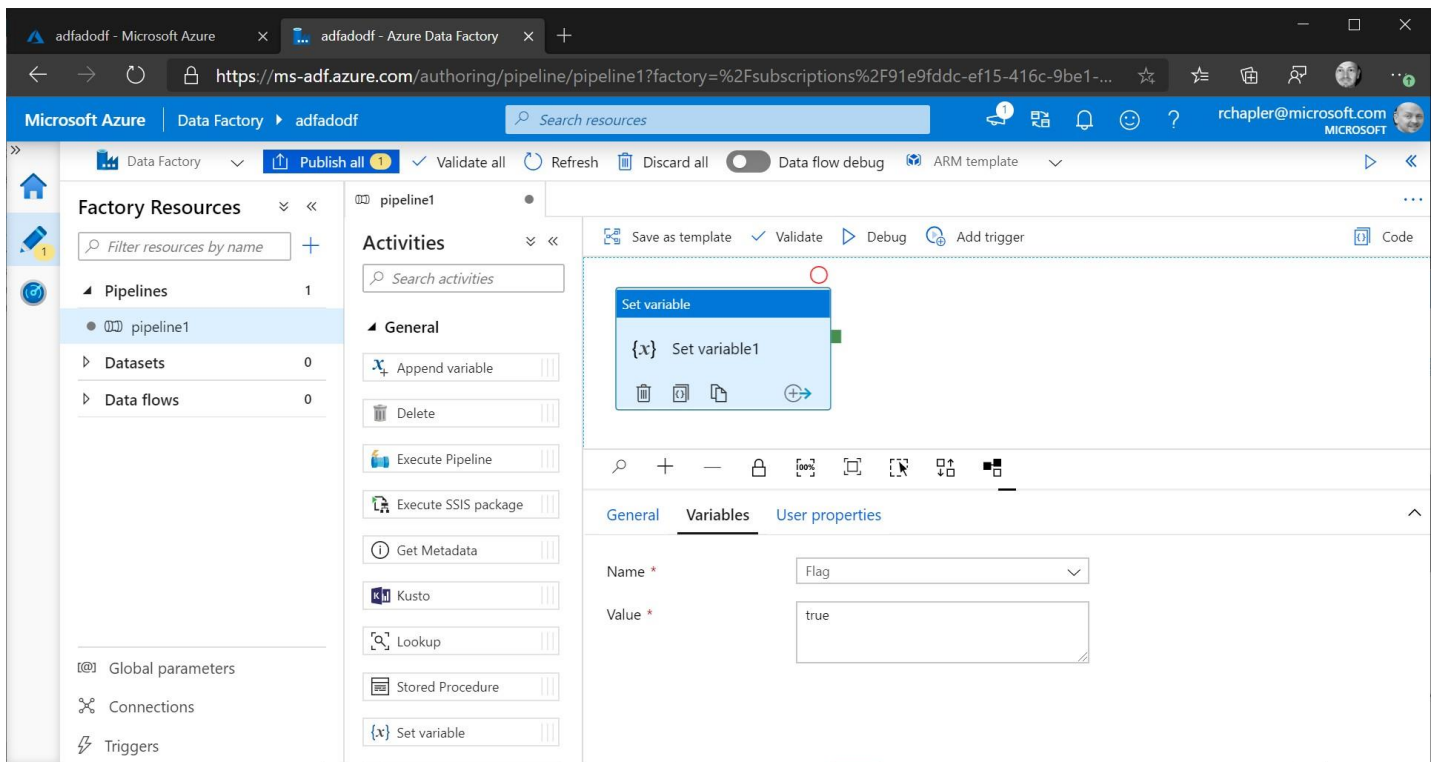 adfadodf - Microsoft Azure
adfadodf - Azure Data Factory
https://ms-adf.azure.com/authoring/pipeline/pipeline1?factory=%2Fsubscriptions%2F91e9fddc-ef15-416c-9be1-...
Microsoft Azure
Data Factory
adfadodf
Search resources
1
rchapler@microsoft.com
MICROSOFT
Data Factory
Publish all 1
Validate all
Refresh
Discard all
Data flow debug
ARM template
1
Factory Resources
Filter resources by name
Pipelines 1
pipeline1
Datasets 0
Data flows 0
Global parameters
Connections
Triggers
pipeline1
Activities
Search activities
General
Append variable
Delete
Execute Pipeline
Execute SSIS package
Get Metadata
Kusto
Lookup
Stored Procedure
{x} Set variable
Save as template
Validate
Debug
Add trigger
Code
Set variable
{x} Set variable1
100%
General
Variables
User properties
Name * Flag
Value * true